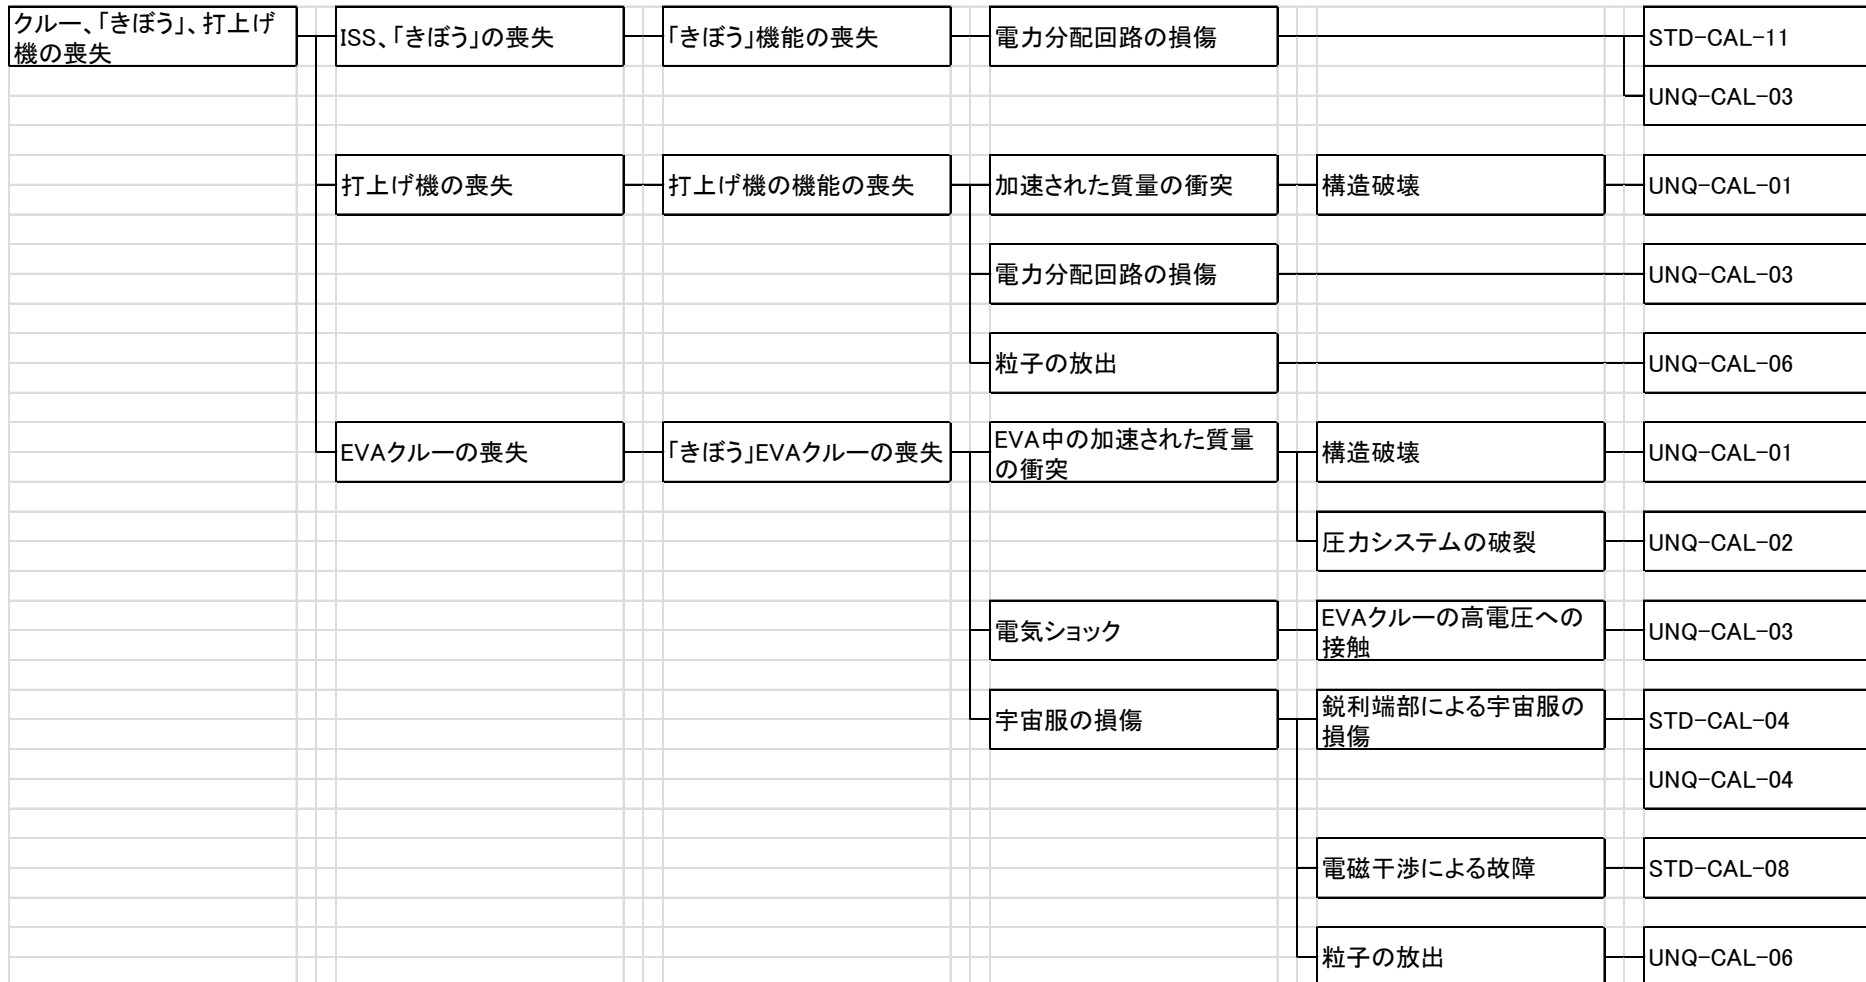 クルー、「きぼう」、打上げ
機の喪失
ISS、「きぼう」の喪失
「きぼう」機能の喪失
電力分配回路の損傷
STD-CAL-11
UNQ-CAL-03
打上げ機の喪失
打上げ機の機能の喪失
加速された質量の衝突
構造破壊
UNQ-CAL-01
電力分配回路の損傷
UNQ-CAL-03
粒子の放出
UNQ-CAL-06
EVAクルーの喪失
「きぼう」EVAクルーの喪失
EVA中の加速された質量
の衝突
構造破壊
UNQ-CAL-01
圧力システムの破裂
UNQ-CAL-02
電気ショック
EVAクルーの高電圧への
接触
UNQ-CAL-03
宇宙服の損傷
鋭利端部による宇宙服の
損傷
STD-CAL-04
UNQ-CAL-04
電磁干渉による故障
STD-CAL-08
粒子の放出
UNQ-CAL-06